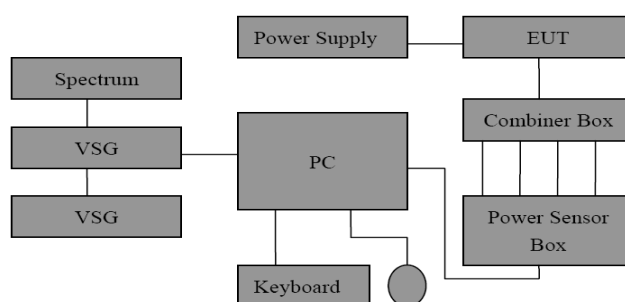 Power Supply
EUT
Spectrum
Combiner Box
VSG
PC
VSG
Power Sensor
Box
Keyboard